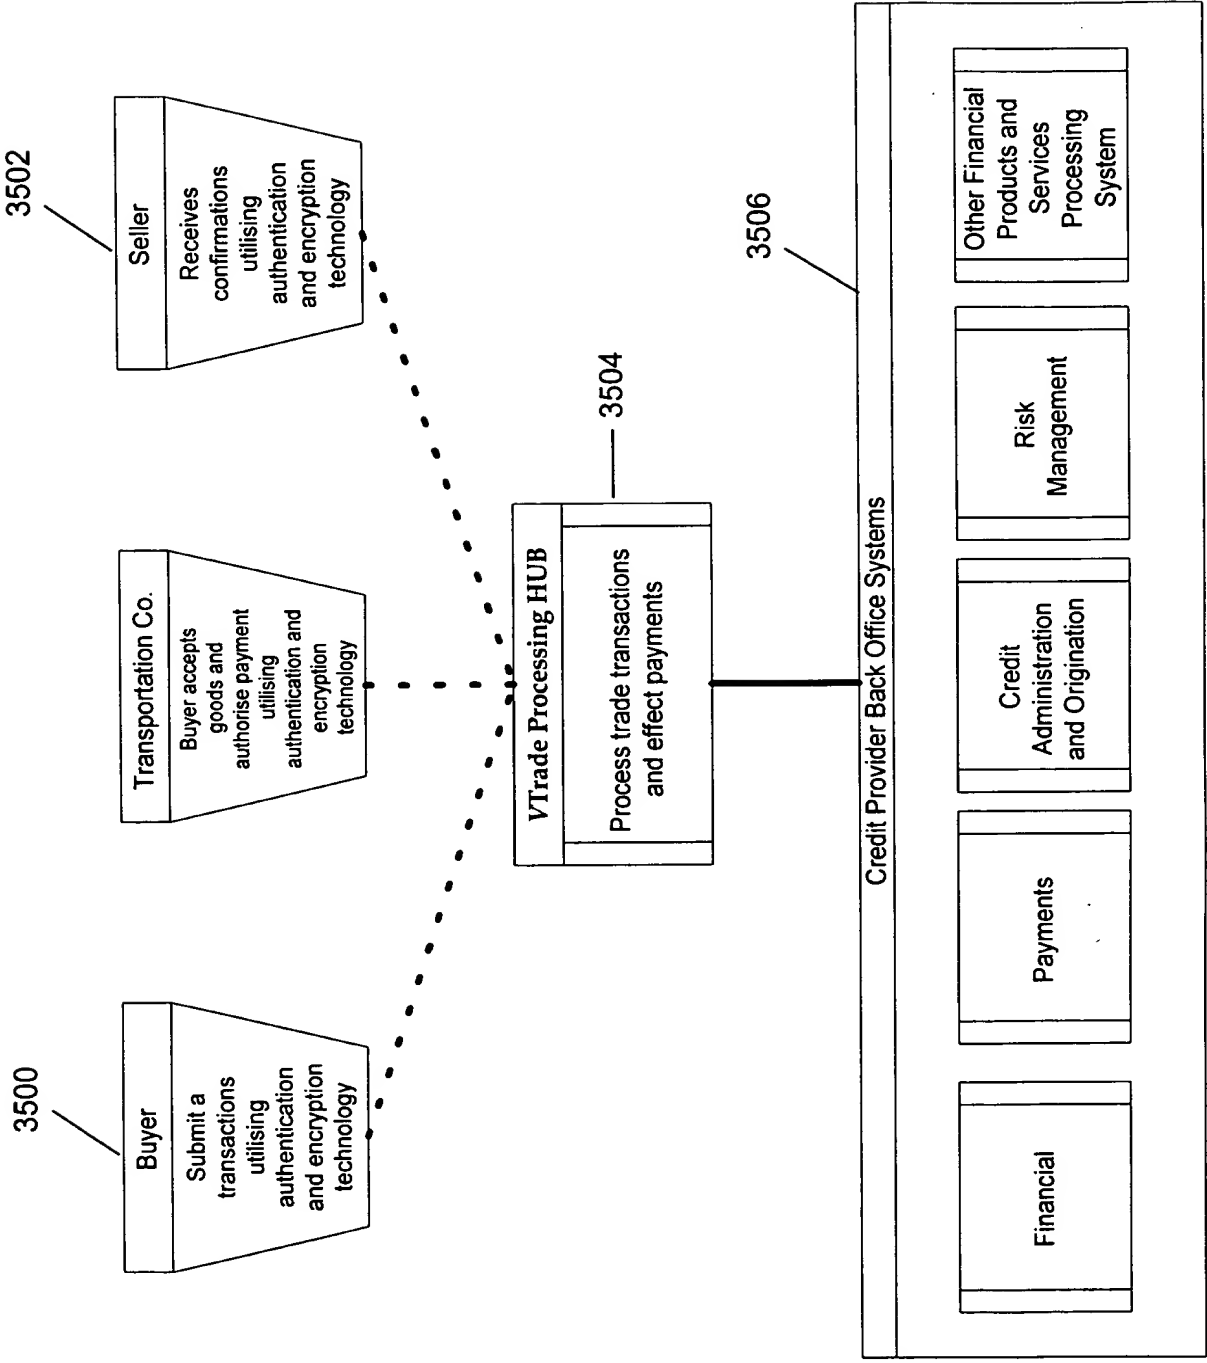 3500
Buyer
Submit a
transactions
utilising
authentication
and encryption
technology
Transportation Co.
Buyer accepts
goods and
authorise payment
utilising
authentication and
encryption
technology
3502
Seller
Receives
confirmations
utilising
authentication
and encryption
technology
VTrade Processing HUB
Process trade transactions
and effect payments
3504
3506
Credit Provider Back Office Systems
Financial
Payments
Credit
Administration
and Origination
Risk
Management
Other Financial
Products and
Services
Processing
System